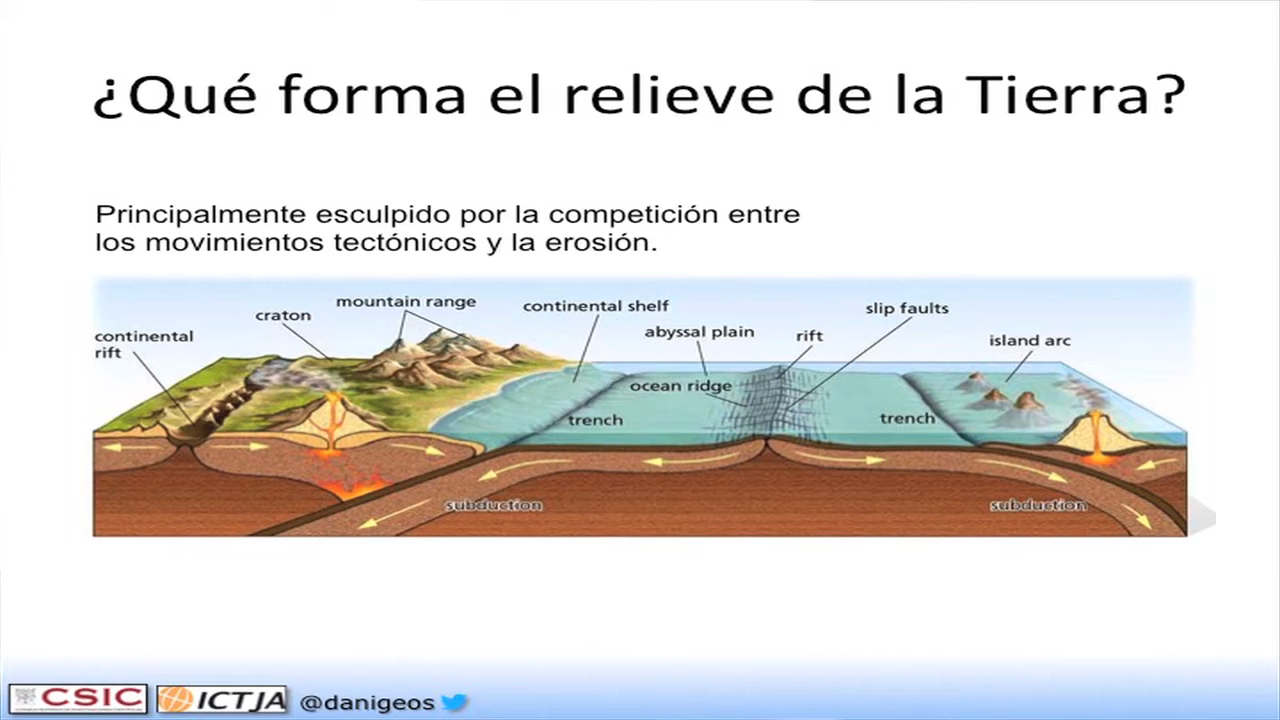 ¿Qué forma el relieve de la Tierra?
Principalmente esculpido por la competición entre
los movimientos tectónicos y la erosión.
continental
rift
craton
mountain range
continental shelf
abyssal plain
rift
slip faults
island arc
ocean ridge
trench
trench
subduction
subduction
CSIC
ICTJA
@danigeos